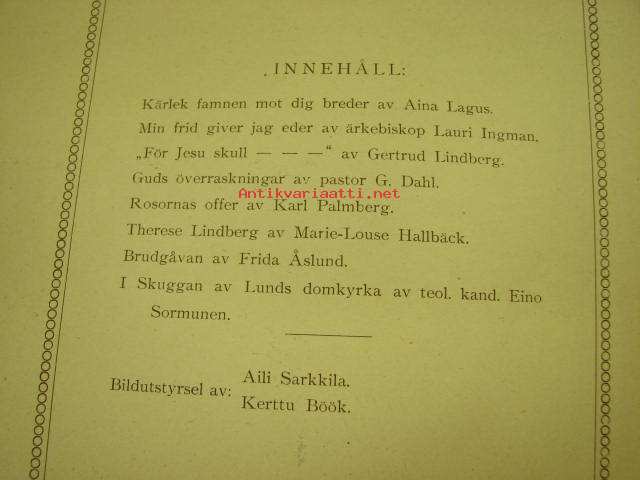 INNEHÅLL:
Kärlek famnen mot dig breder av Aina Lagus.
Min frid giver jag eder av ärkebiskop Lauri Ingman.
„För Jesu skull — — —“ av Gertrud Lindberg.
Guds överraskningar av pastor G. Dahl.
Antikvariaatti.net
Rosornas offer av Karl Palmberg.
Therese Lindberg av Marie-Louse Hallbäck.
Brudgåvan av Frida Åslund.
I Skuggan av Lunds domkyrka av teol. kand. Eino
Sormunen.
Bildutstyrsel av: Aili Sarkkila.
Kerttu Böök.